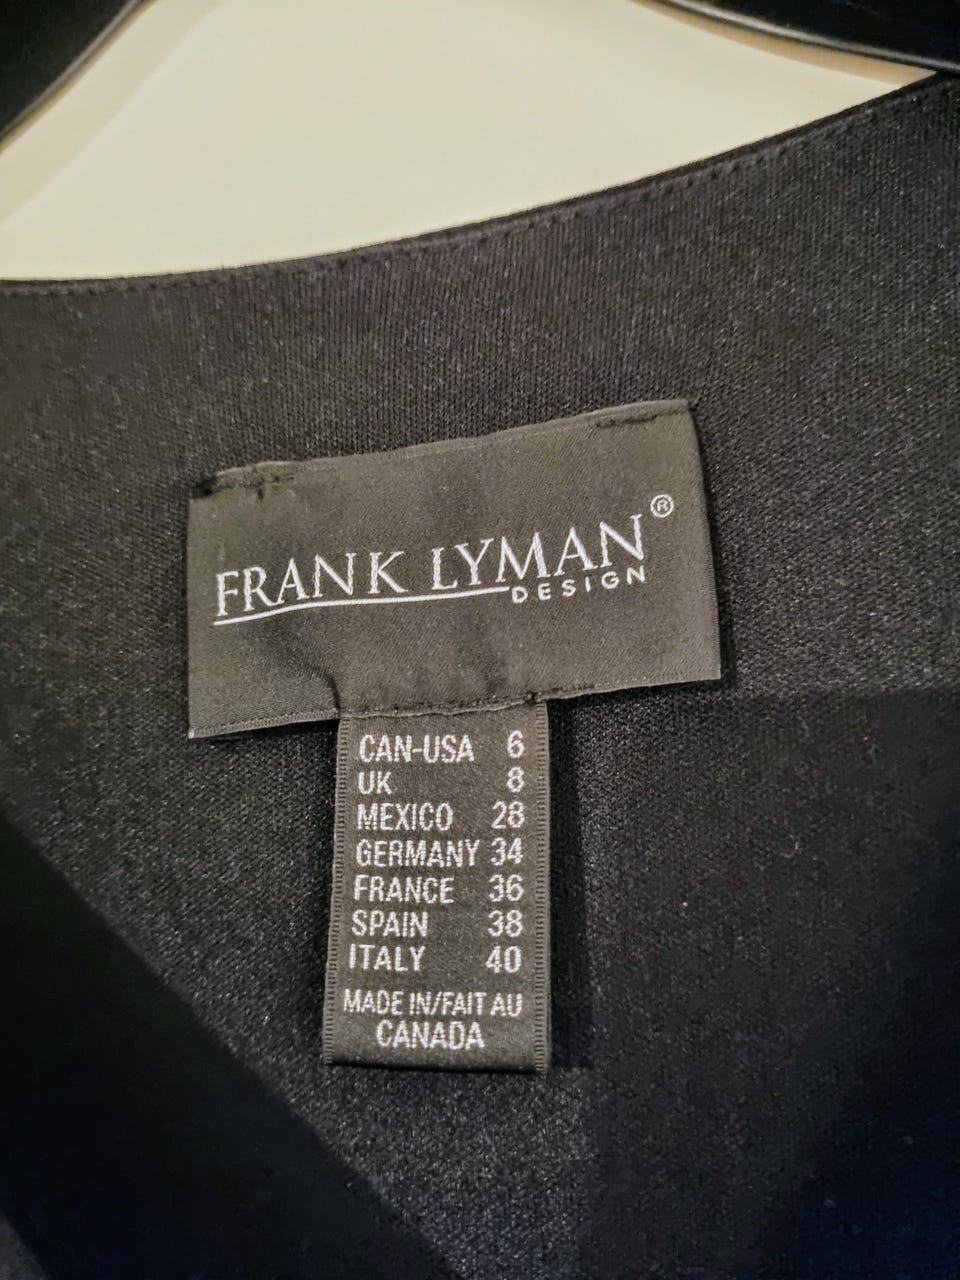 FRANK LYMAN®
DESIGN
CAN-USA 6
UK 8
MEXICO 28
GERMANY 34
FRANCE 36
SPAIN 38
ITALY 40
MADE IN/FAIT AU
CANADA